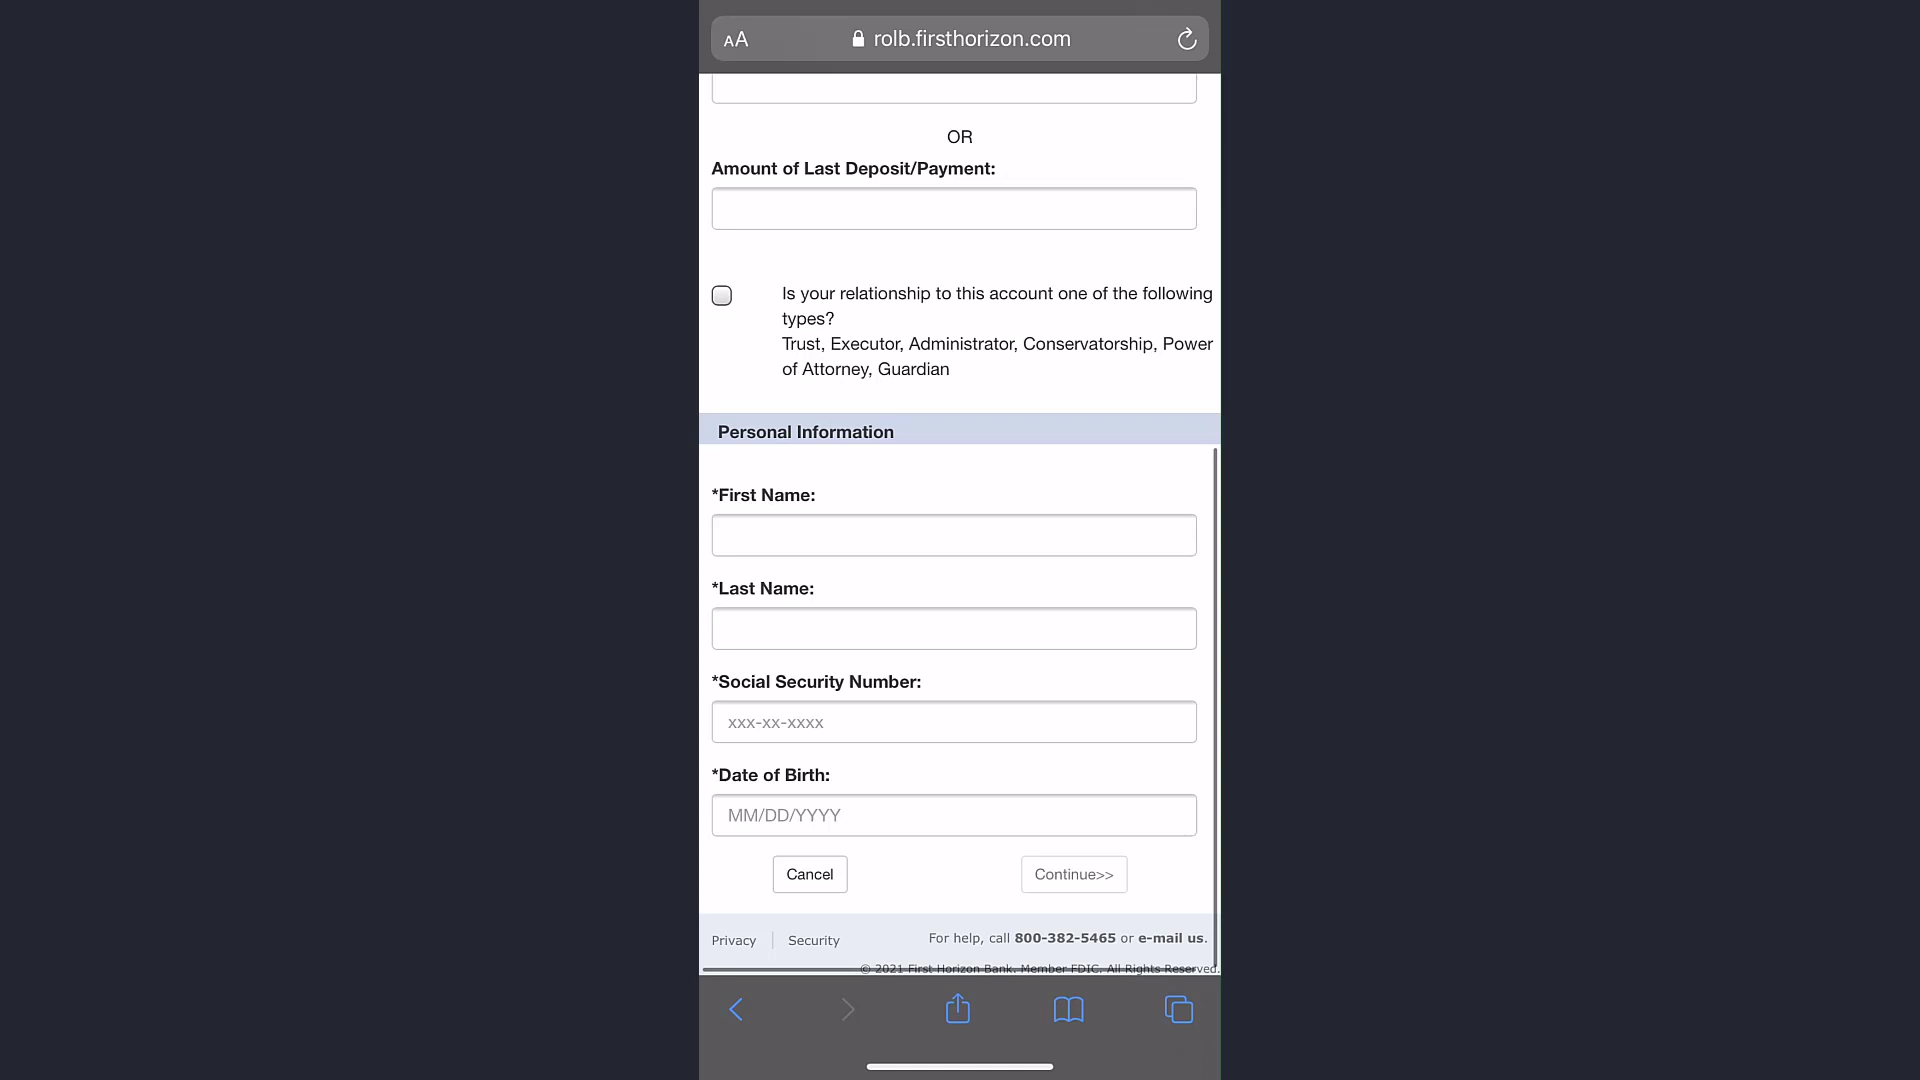 AA rolb.firsthorizon.com
OR
Amount of Last Deposit/Payment:
Is your relationship to this account one of the following
types?
Trust, Executor, Administrator, Conservatorship, Power
of Attorney, Guardian
Personal Information
*First Name:
*Last Name:
*Social Security Number:
xxx-xx-xxxx
*Date of Birth:
MM/DD/YYYY
Cancel Continue>>
Privacy Security For help, call 800-382-5465 or e-mail us.
© 2021 First Horizon Bank. Member FDIC. All Rights Reserved.